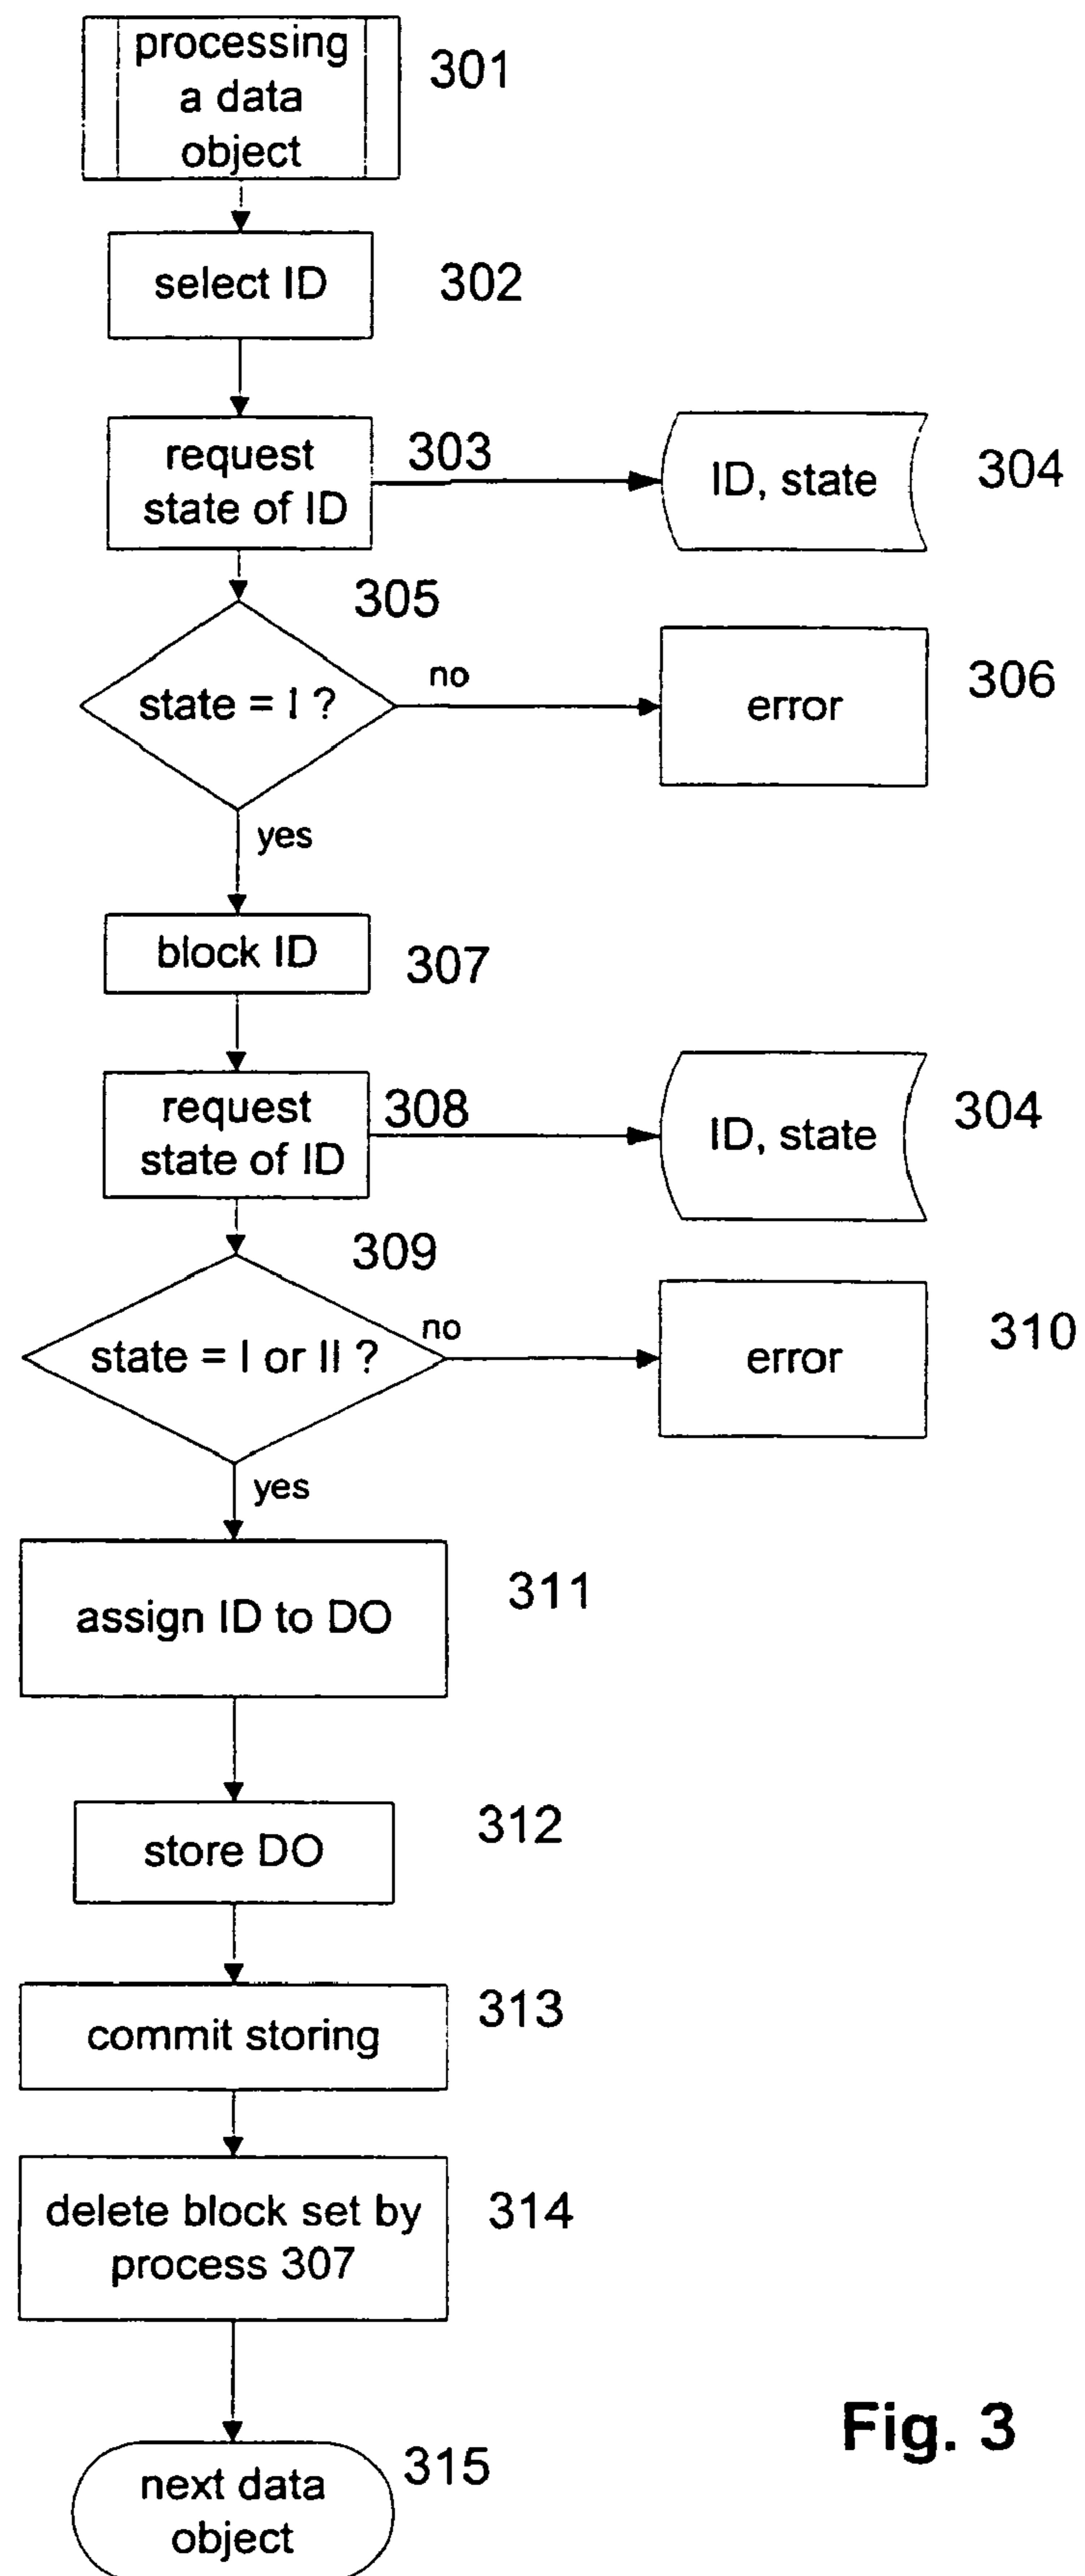 processing
a data
object
301
select ID
302
request
state of ID
303
ID, state
304
305
state = I ?
no
error
306
yes
block ID
307
request
state of ID
308
ID, state
304
309
state = I or II ?
no
error
310
yes
assign ID to DO
311
store DO
312
commit storing
313
delete block set by
process 307
314
next data
object
315
Fig. 3